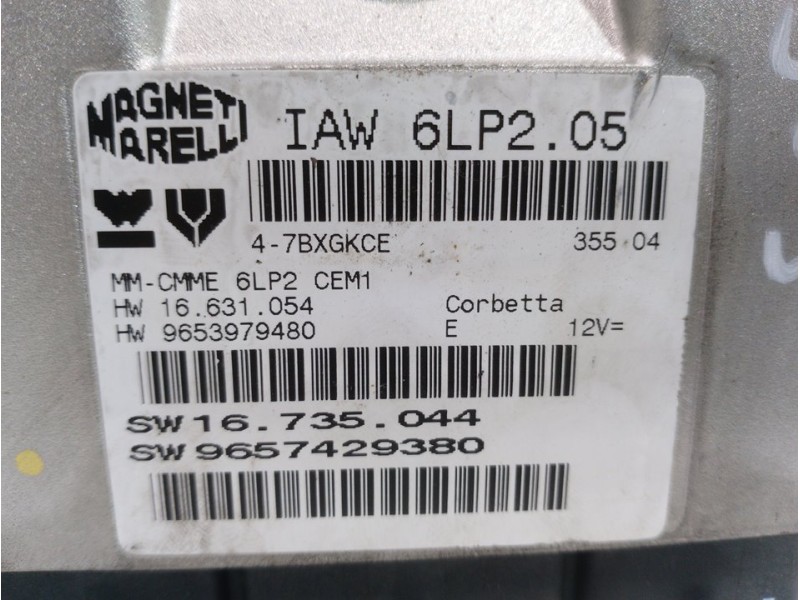 MAGNETI
MARELLI
IAW 6LP2.05
4-7BXGKCE 355 04
MM-CMME 6LP2 CEM1
HW 16.631.054 Corbetta
HW 9653979480 E 12V=
SW 16.735.044
SW 9657429380